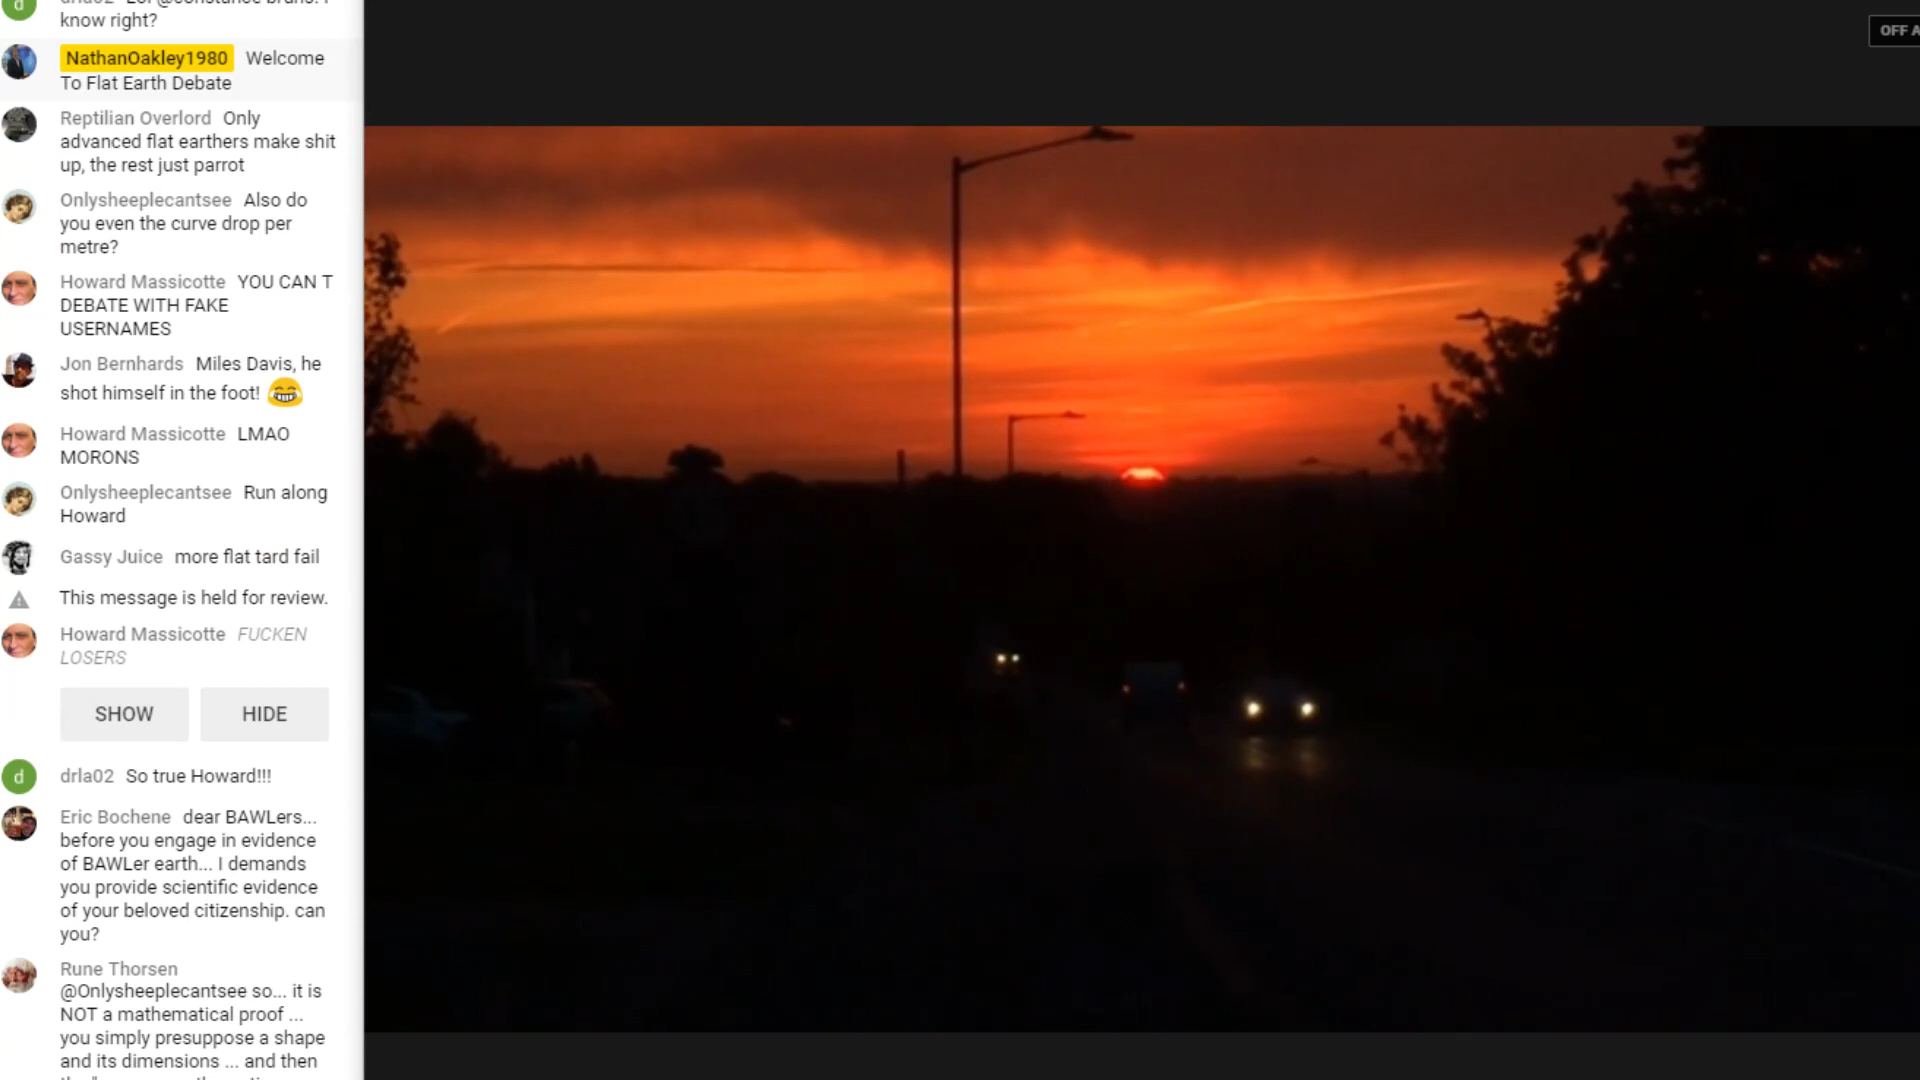 know right?
NathanOakley1980 Welcome
To Flat Earth Debate
Reptilian Overlord Only
advanced flat earthers make shit
up, the rest just parrot
Onlysheeplecantsee Also do
you even the curve drop per
metre?
Howard Massicotte YOU CAN T
DEBATE WITH FAKE
USERNAMES
Jon Bernhards Miles Davis, he
shot himself in the foot!
Howard Massicotte LMAO
MORONS
Onlysheeplecantsee Run along
Howard
Gassy Juice more flat tard fail
This message is held for review.
Howard Massicotte FUCKEN
LOSERS
SHOW HIDE
d drla02 So true Howard!!!
Eric Bochene dear BAWLers...
before you engage in evidence
of BAWLer earth... I demands
you provide scientific evidence
of your beloved citizenship. can
you?
Rune Thorsen
@Onlysheeplecantsee so... it is
NOT a mathematical proof ...
you simply presuppose a shape
and its dimensions ... and then
OFF A